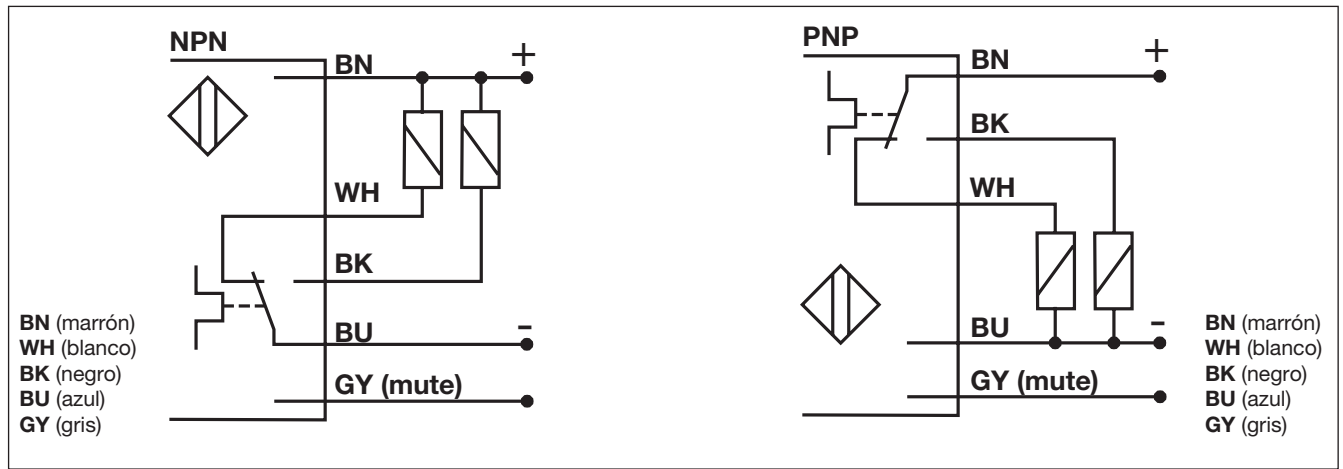 NPN
BN
+
WH
BK
BU
-
GY (mute)
BN (marrón)
WH (blanco)
BK (negro)
BU (azul)
GY (gris)
PNP
BN
+
BK
WH
BU
-
GY (mute)
BN (marrón)
WH (blanco)
BK (negro)
BU (azul)
GY (gris)